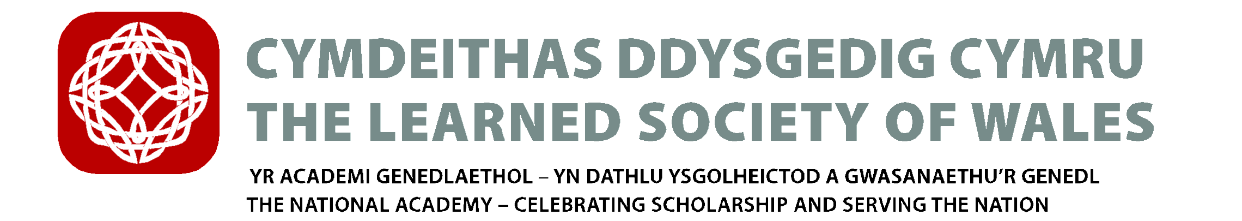 CYMDEITHAS DDYSGEDIG CYMRU
THE LEARNED SOCIETY OF WALES
YR ACADEMI GENEDLAETHOL – YN DATHLU YSGOLHEICTOD A GWASANAETHU'R GENEDL
THE NATIONAL ACADEMY – CELEBRATING SCHOLARSHIP AND SERVING THE NATION